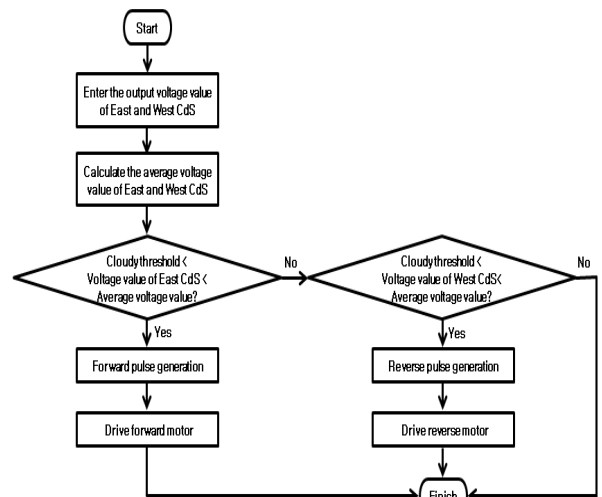 Start
Enter the output voltage value
of East and West CdS
Calculate the average voltage
value of East and West CdS
Cloudy threshold <
Voltage value of East CdS <
Average voltage value?
No
Cloudy threshold <
Voltage value of West CdS<
Average voltage value?
No
Yes
Yes
Forward pulse generation
Reverse pulse generation
Drive forward motor
Drive reverse motor
Finish